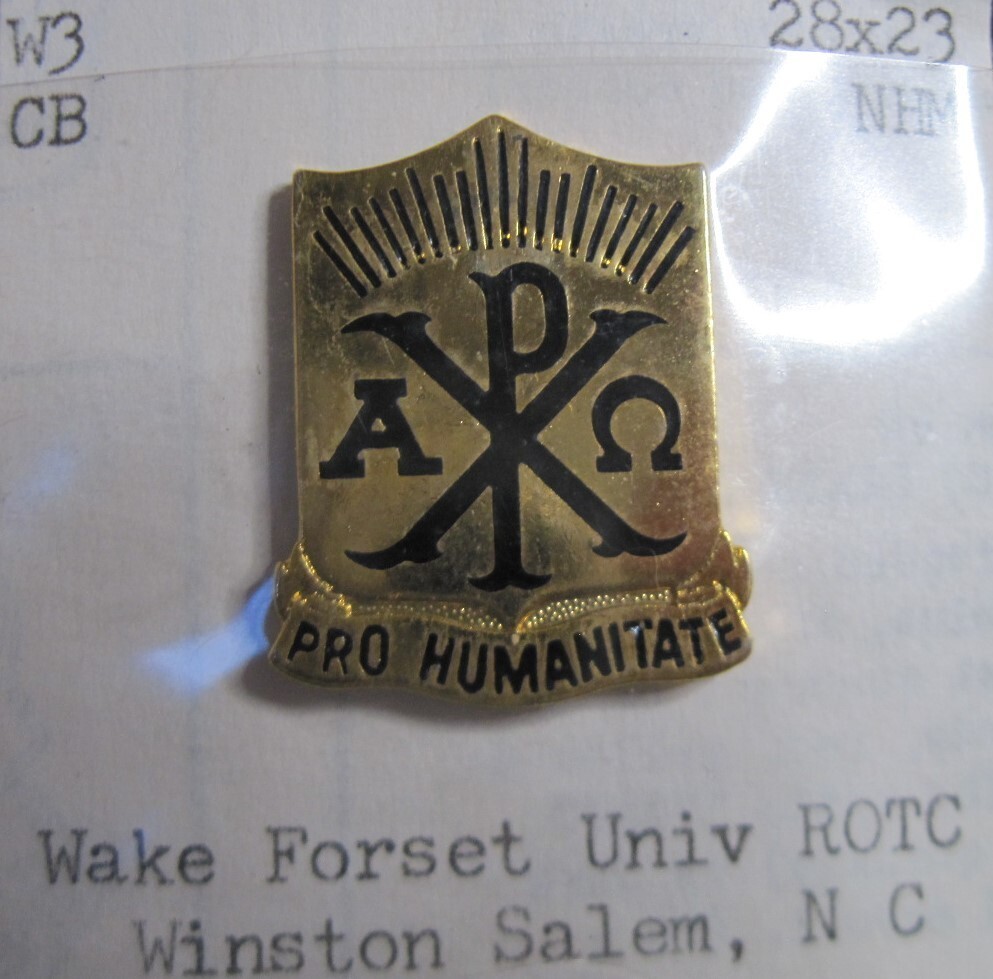 W3 28x23
CB NHM
Α Ω
PRO HUMANITATE
Wake Forset Univ ROTC
Winston Salem, N C